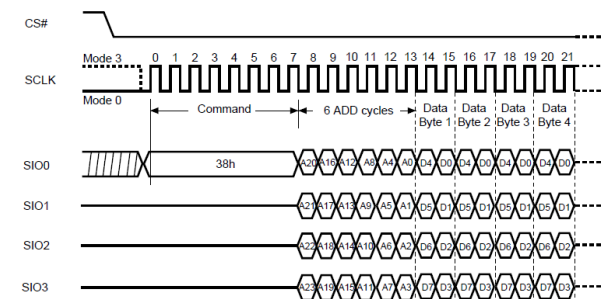 CS#
Mode 3 0 1 2 3 4 5 6 7 8 9 10 11 12 13 14 15 16 17 18 19 20 21
SCLK
Mode 0 Command 6 ADD cycles Data Byte 1 Data Byte 2 Data Byte 3 Data Byte 4
SIO0 38h A20 A16 A12 A8 A4 A0 D4 D0 D4 D0 D4 D0 D4 D0
SIO1 A21 A17 A13 A9 A5 A1 D5 D1 D5 D1 D5 D1 D5 D1
SIO2 A22 A18 A14 A10 A6 A2 D6 D2 D6 D2 D6 D2 D6 D2
SIO3 A23 A19 A15 A11 A7 A3 D7 D3 D7 D3 D7 D3 D7 D3